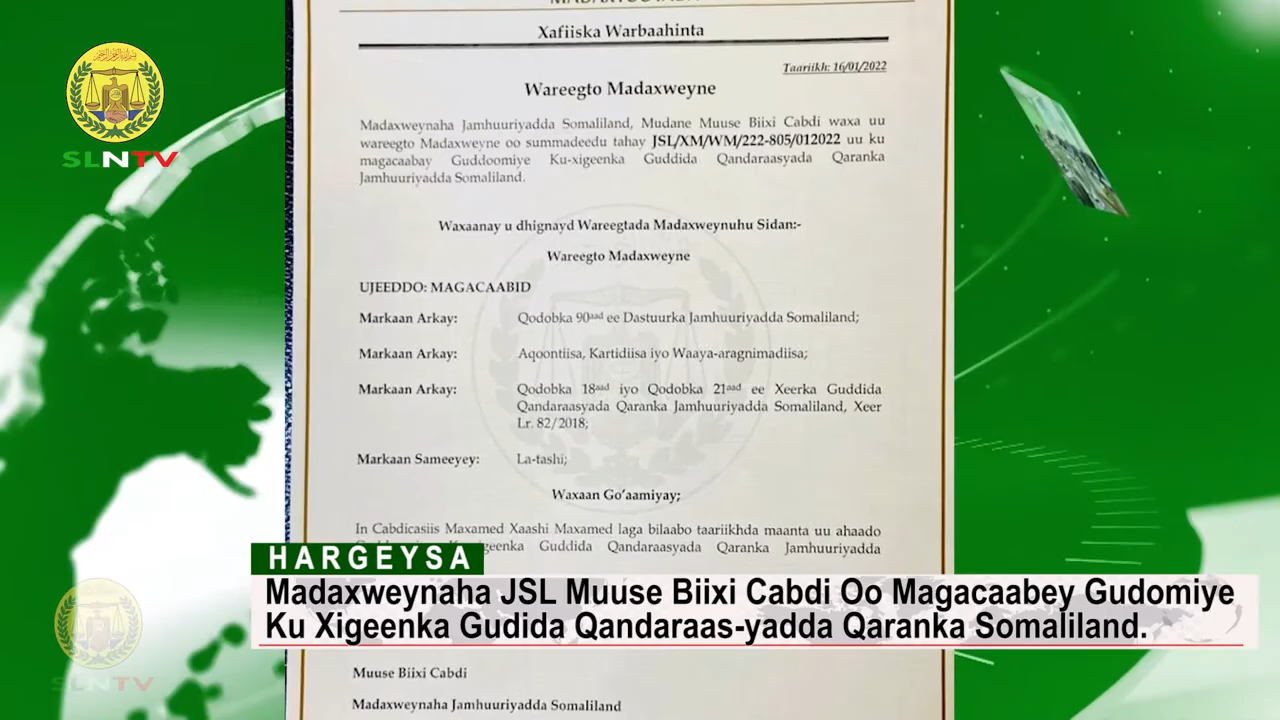 Xafiiska Warbaahinta
Taariikh: 16/01/2022
Wareegto Madaxweyne
Madaxweynaha Jamhuuriyadda Somaliland, Mudane Muuse Biixi Cabdi waxa uu
wareegto Madaxweyne oo summadeedu tahay JSL/XM/WM/222-805/012022 uu ku
magacaabay Guddoomiye Ku-xigeenka Guddida Qandaraasyada Qaranka
Jamhuuriyadda Somaliland.
Waxaanay u dhignayd Wareegtada Madaxweynuhu Sidan:-
Wareegto Madaxweyne
UJEEDDO: MAGACAABID
Markaan Arkay: Qodobka 90aad ee Dastuurka Jamhuuriyadda Somaliland;
Markaan Arkay: Aqoontiisa, Kartidiisa iyo Waaya-aragnimadiisa;
Markaan Arkay: Qodobka 18aad iyo Qodobka 21aad ee Xeerka Guddida
Qandaraasyada Qaranka Jamhuuriyadda Somaliland, Xeer
Lr. 82/2018;
Markaan Sameeyey: La-tashi;
Waxaan Go'aamiyay;
In Cabdicasiis Maxamed Xaashi Maxamed laga bilaabo taariikhda maanta uu ahaado
Guddida Qandaraasyada Qaranka Jamhuuriyadda
Muuse Biixi Cabdi
Madaxweynaha Jamhuuriyadda Somaliland
SLNTV
HARGEYSA
Madaxweynaha JSL Muuse Biixi Cabdi Oo Magacaabey Gudomiye
Ku Xigeenka Gudida Qandaraas-yadda Qaranka Somaliland.
SLNTV